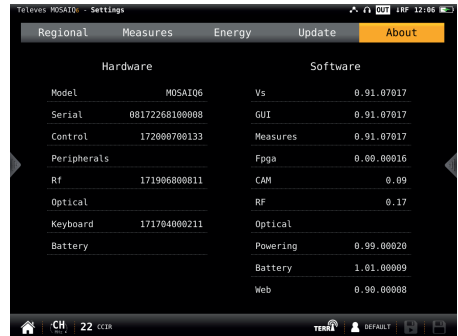 Televes MOSAIQ6 - Settings OUT ↓RF 12:06
Regional Measures Energy Update About
Hardware Software
Model MOSAIQ6 Vs 0.91.07017
Serial 08172268100008 GUI 0.91.07017
Control 172000700133 Measures 0.91.07017
Peripherals Fpga 0.00.00016
Rf 171906800811 CAM 0.09
Optical RF 0.17
Keyboard 171704000211 Optical
Battery Powering 0.99.00020
Battery 1.01.00009
Web 0.90.00008
CH 22 CCIR TERR DEFAULT